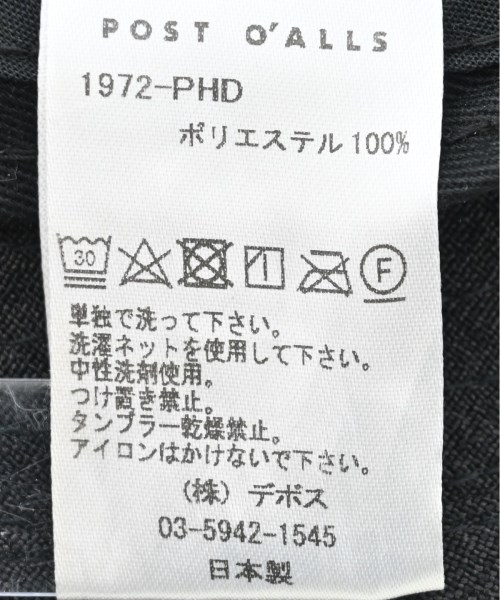 POST O'ALLS
1972-PHD
ポリエステル100%
30 F
単独で洗って下さい。
洗濯ネットを使用して下さい。
中性洗剤使用。
つけ置き禁止。
タンブラー乾燥禁止。
アイロンはかけないで下さい。
(株) デポス
03-5942-1545
日本製